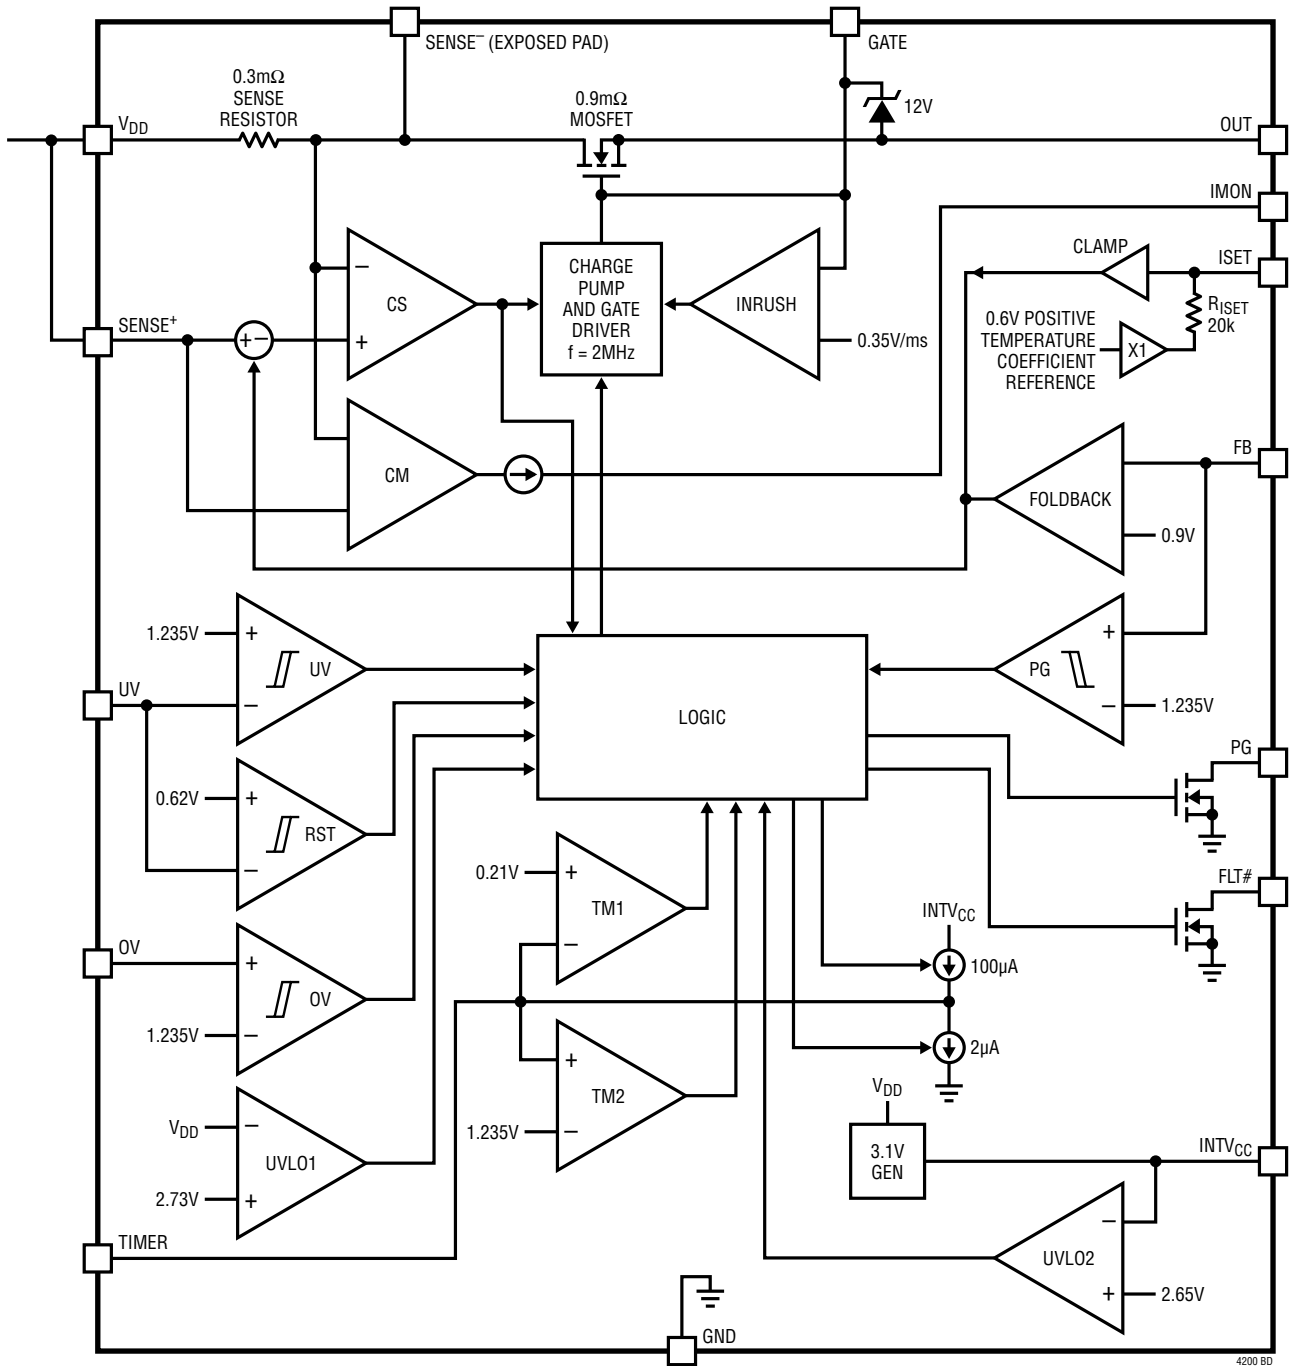 SENSE– (EXPOSED PAD)
GATE
0.3mΩ
SENSE
RESISTOR
0.9mΩ
MOSFET
12V
VDD
OUT
IMON
CLAMP
ISET
–
CS
+
CHARGE
PUMP
AND GATE
DRIVER
f = 2MHz
INRUSH
0.35V/ms
RISET
20k
0.6V POSITIVE
TEMPERATURE
COEFFICIENT
REFERENCE
X1
SENSE+
+–
CM
FB
FOLDBACK
0.9V
1.235V
+
UV
–
UV
LOGIC
+
PG
–
1.235V
PG
0.62V
+
RST
–
0.21V
+
TM1
–
FLT#
INTVCC
100µA
OV
+
OV
1.235V
–
+
TM2
1.235V
–
2µA
VDD
3.1V
GEN
INTVCC
VDD
–
UVLO1
2.73V
+
–
UVLO2
+
2.65V
TIMER
GND
4200 BD